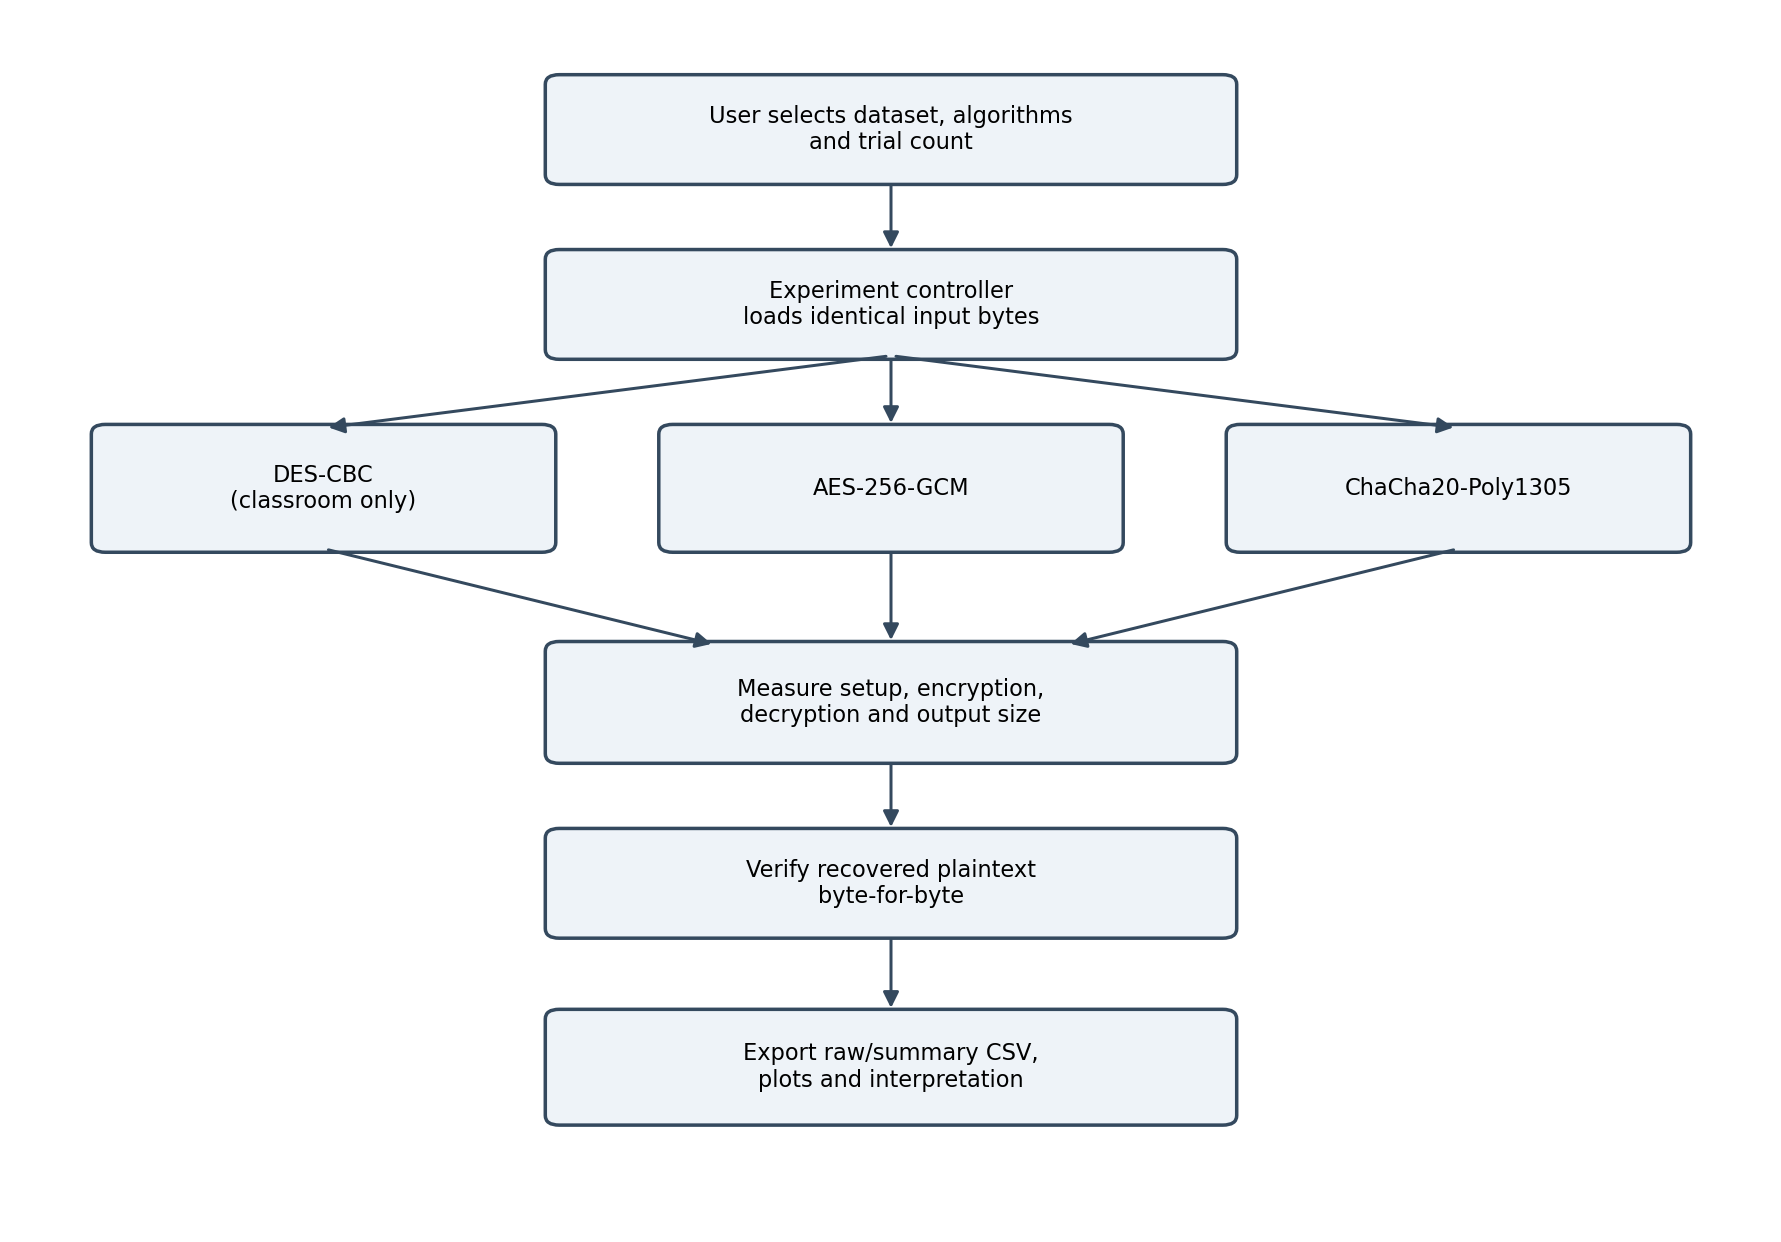 User selects dataset, algorithms
and trial count
Experiment controller
loads identical input bytes
DES-CBC
(classroom only)
AES-256-GCM
ChaCha20-Poly1305
Measure setup, encryption,
decryption and output size
Verify recovered plaintext
byte-for-byte
Export raw/summary CSV,
plots and interpretation